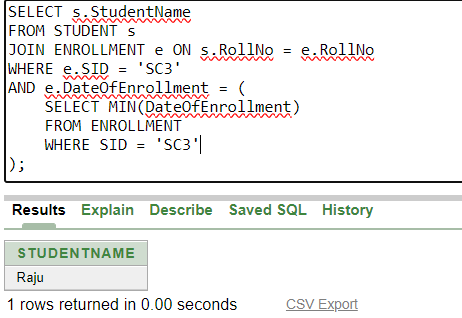 SELECT s.StudentName
FROM STUDENT s
JOIN ENROLLMENT e ON s.RollNo = e.RollNo
WHERE e.SID = 'SC3'
AND e.DateOfEnrollment = (
    SELECT MIN(DateOfEnrollment)
    FROM ENROLLMENT
    WHERE SID = 'SC3'
);
Results Explain Describe Saved SQL History
STUDENTNAME
Raju
1 rows returned in 0.00 seconds CSV Export